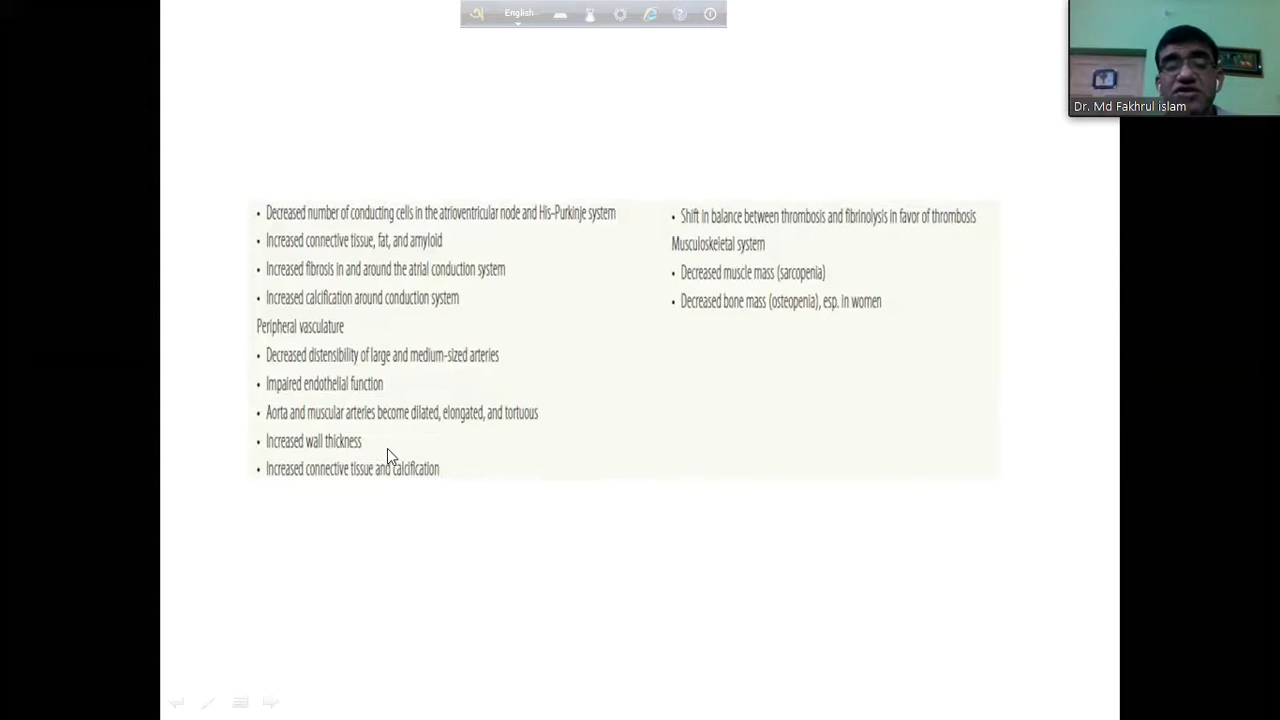 English
Dr. Md Fakhrul islam
• Decreased number of conducting cells in the atrioventricular node and His-Purkinje system
• Increased connective tissue, fat, and amyloid
• Increased fibrosis in and around the atrial conduction system
• Increased calcification around conduction system
Peripheral vasculature
• Decreased distensibility of large and medium-sized arteries
• Impaired endothelial function
• Aorta and muscular arteries become dilated, elongated, and tortuous
• Increased wall thickness
• Increased connective tissue and calcification
• Shift in balance between thrombosis and fibrinolysis in favor of thrombosis
Musculoskeletal system
• Decreased muscle mass (sarcopenia)
• Decreased bone mass (osteopenia), esp. in women